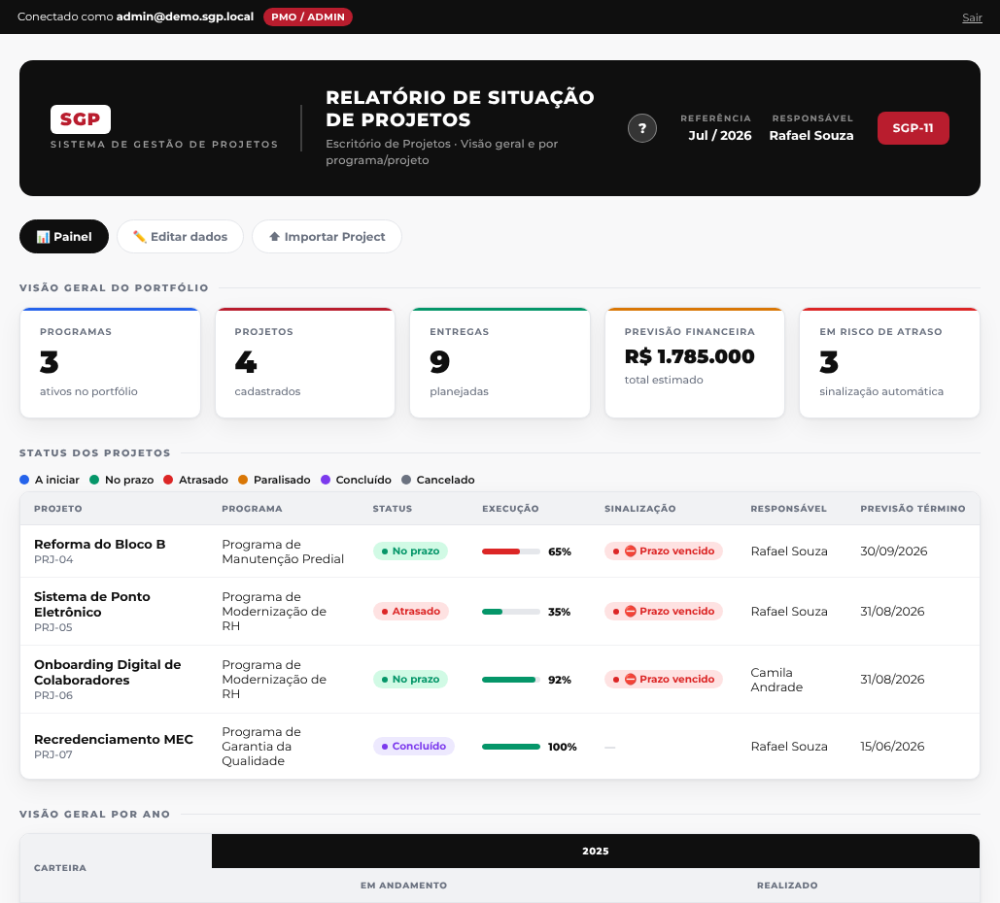 Conectado como admin@demo.sgp.local PMO / ADMIN Sair
SGP
SISTEMA DE GESTÃO DE PROJETOS
RELATÓRIO DE SITUAÇÃO
DE PROJETOS
Escritório de Projetos · Visão geral e por
programa/projeto
?
REFERÊNCIA
Jul / 2026
RESPONSÁVEL
Rafael Souza
SGP-11
📊 Painel
✏️ Editar dados
⬆ Importar Project
VISÃO GERAL DO PORTFÓLIO
PROGRAMAS
3
ativos no portfólio
PROJETOS
4
cadastrados
ENTREGAS
9
planejadas
PREVISÃO FINANCEIRA
R$ 1.785.000
total estimado
EM RISCO DE ATRASO
3
sinalização automática
STATUS DOS PROJETOS
A iniciar No prazo Atrasado Paralisado Concluído Cancelado
PROJETO PROGRAMA STATUS EXECUÇÃO SINALIZAÇÃO RESPONSÁVEL PREVISÃO TÉRMINO
Reforma do Bloco B
PRJ-04
Programa de
Manutenção Predial
No prazo
65%
⛔ Prazo vencido
Rafael Souza
30/09/2026
Sistema de Ponto
Eletrônico
PRJ-05
Programa de
Modernização de
RH
Atrasado
35%
⛔ Prazo vencido
Rafael Souza
31/08/2026
Onboarding Digital de
Colaboradores
PRJ-06
Programa de
Modernização de
RH
No prazo
92%
⛔ Prazo vencido
Camila
Andrade
31/08/2026
Recredenciamento MEC
PRJ-07
Programa de
Garantia da
Qualidade
Concluído
100%
—
Rafael Souza
15/06/2026
VISÃO GERAL POR ANO
CARTEIRA
2025
EM ANDAMENTO
REALIZADO